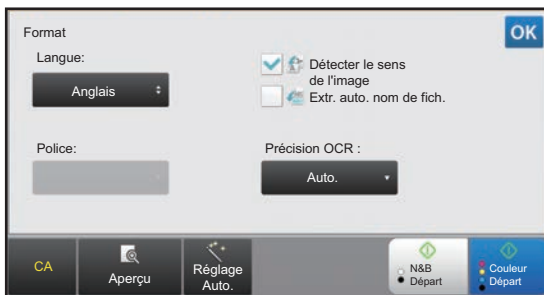 Format
OK
Langue:
Anglais
Détecter le sens
de l'image
Extr. auto. nom de fich.
Police:
Précision OCR :
Auto.
CA
Aperçu
Réglage
Auto.
N&B
Départ
Couleur
Départ